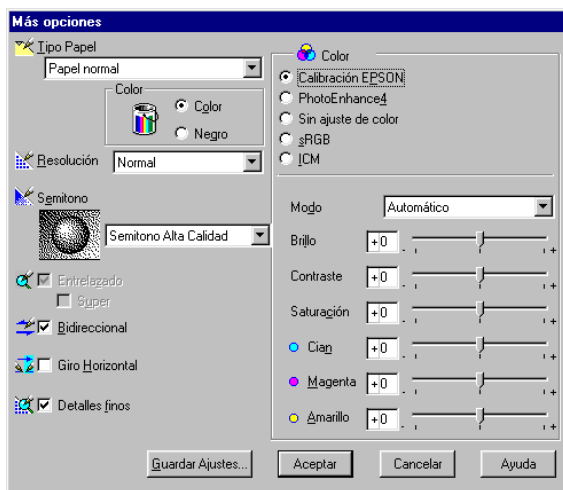 Más opciones
Tipo Papel
Papel normal
Color
Color
Negro
Resolución
Normal
Semitono
Semitono Alta Calidad
Entrelazado
Super
Bidireccional
Giro Horizontal
Detalles finos
Color
Calibración EPSON
PhotoEnhance4
Sin ajuste de color
sRGB
ICM
Modo
Automático
Brillo
+0
- +
Contraste
+0
- +
Saturación
+0
- +
Cian
+0
- +
Magenta
+0
- +
Amarillo
+0
- +
Guardar Ajustes...
Aceptar
Cancelar
Ayuda